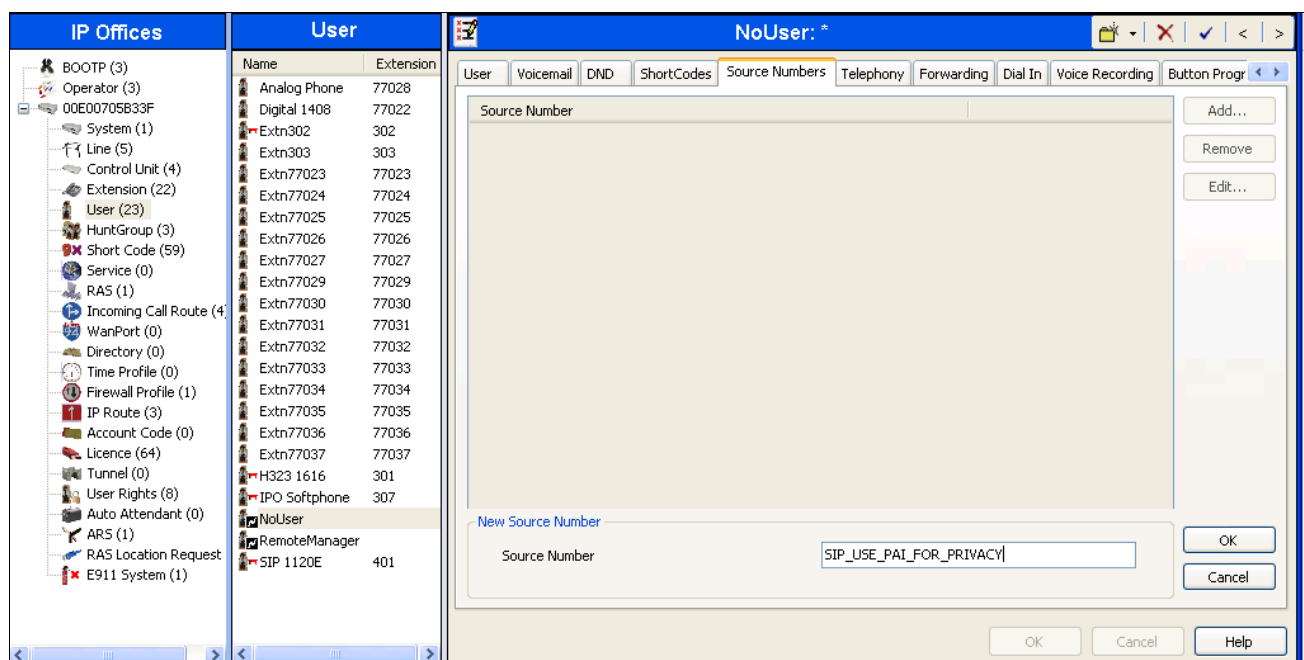 IP Offices
BOOTP (3)
Operator (3)
00E00705B33F
System (1)
Line (5)
Control Unit (4)
Extension (22)
User (23)
HuntGroup (3)
Short Code (59)
Service (0)
RAS (1)
Incoming Call Route (4)
WanPort (0)
Directory (0)
Time Profile (0)
Firewall Profile (1)
IP Route (3)
Account Code (0)
Licence (64)
Tunnel (0)
User Rights (8)
Auto Attendant (0)
ARS (1)
RAS Location Request
E911 System (1)
User
Name Extension
Analog Phone 77028
Digital 1408 77022
Extn302 302
Extn303 303
Extn77023 77023
Extn77024 77024
Extn77025 77025
Extn77026 77026
Extn77027 77027
Extn77029 77029
Extn77030 77030
Extn77031 77031
Extn77032 77032
Extn77033 77033
Extn77034 77034
Extn77035 77035
Extn77036 77036
Extn77037 77037
H323 1616 301
IPO Softphone 307
NoUser
RemoteManager
SIP 1120E 401
NoUser: *
User Voicemail DND ShortCodes Source Numbers Telephony Forwarding Dial In Voice Recording Button Progr
Source Number
Add...
Remove
Edit...
New Source Number
Source Number SIP_USE_PAI_FOR_PRIVACY
OK
Cancel
OK Cancel Help